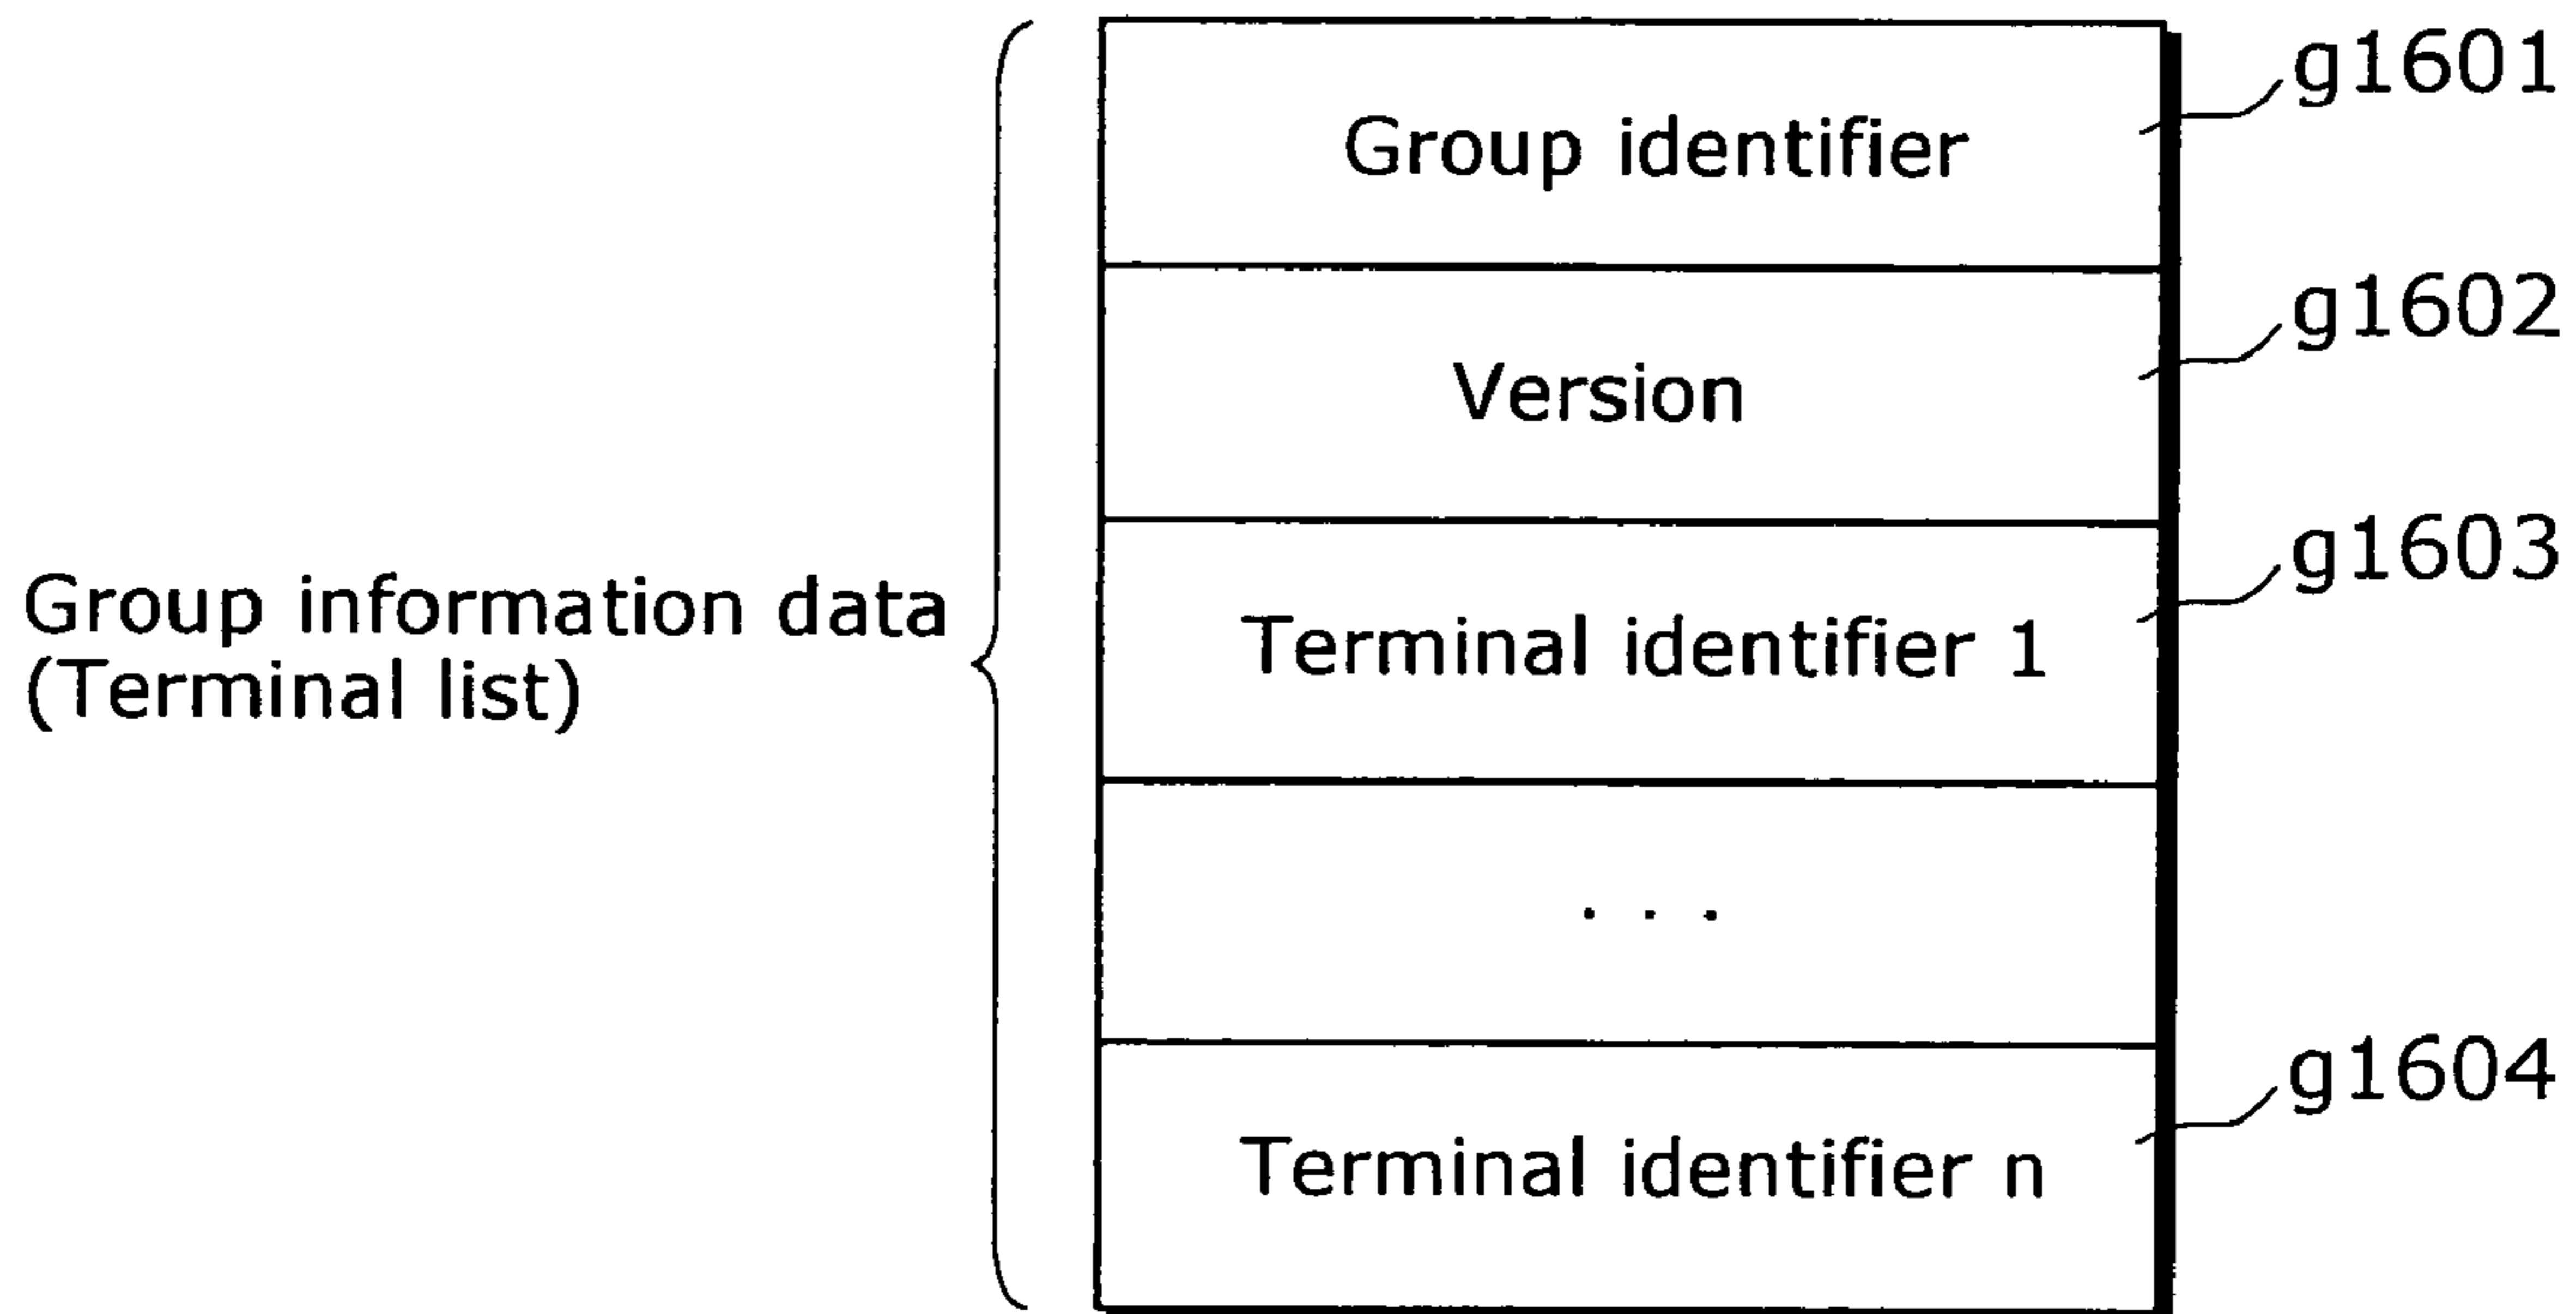 Group information data
(Terminal list)
Group identifier
g1601
Version
g1602
Terminal identifier 1
g1603
. . .
Terminal identifier n
g1604